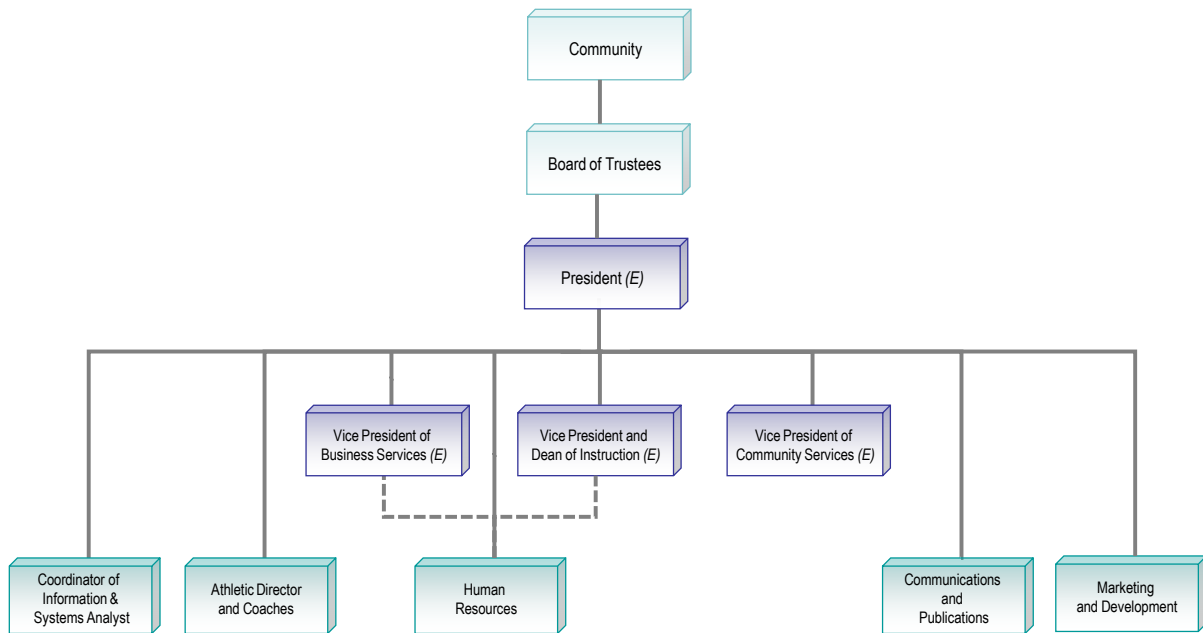 Community
Board of Trustees
President (E)
Vice President of
Business Services (E)
Vice President and
Dean of Instruction (E)
Vice President of
Community Services (E)
Coordinator of
Information &
Systems Analyst
Athletic Director
and Coaches
Human
Resources
Communications
and
Publications
Marketing
and Development